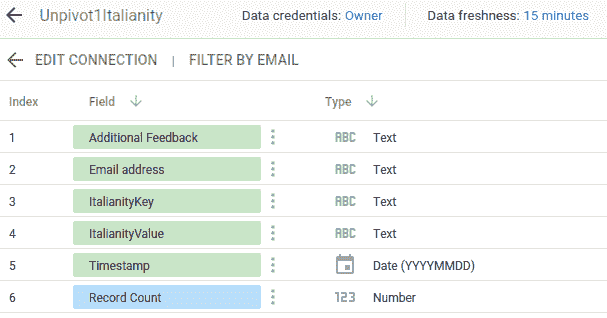 Unpivot1Italianity Data credentials: Owner Data freshness: 15 minutes
EDIT CONNECTION | FILTER BY EMAIL
Index Field Type
1 Additional Feedback ABC Text
2 Email address ABC Text
3 ItalianityKey ABC Text
4 ItalianityValue ABC Text
5 Timestamp Date (YYYYMMDD)
6 Record Count 123 Number